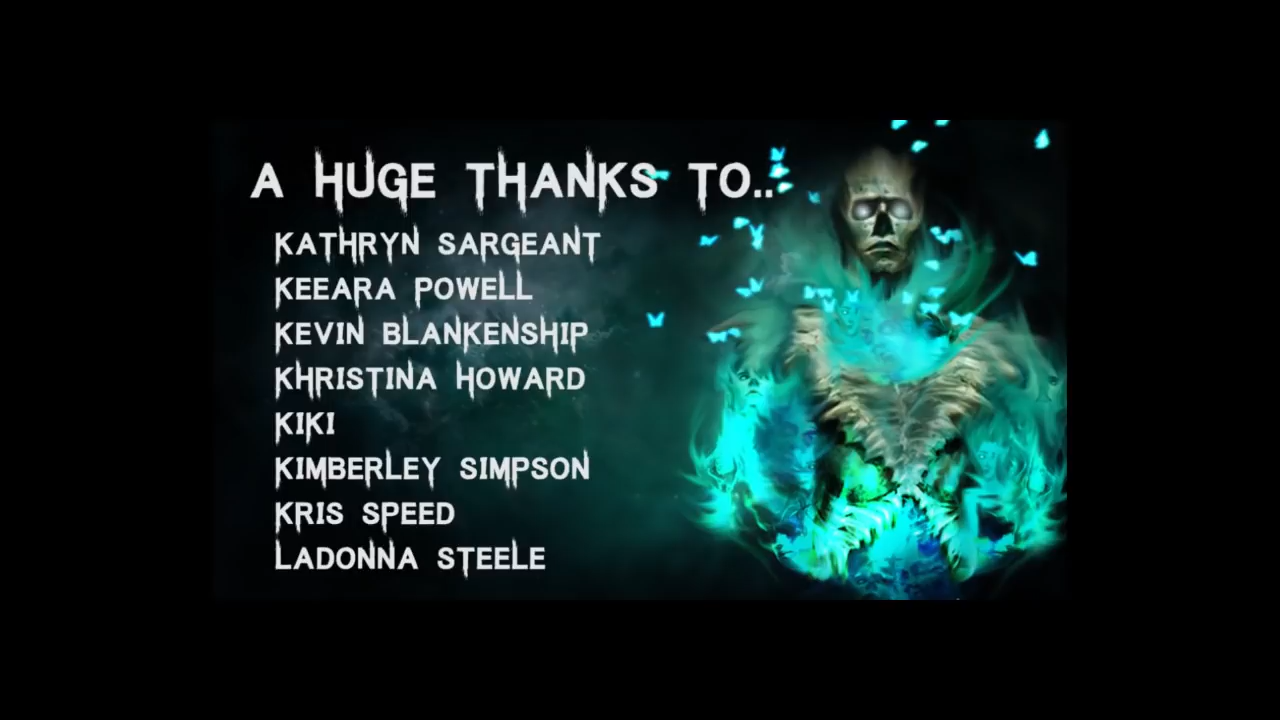 A HUGE THANKS TO..
KATHRYN SARGEANT
KEEARA POWELL
KEVIN BLANKENSHIP
KHRISTINA HOWARD
KIKI
KIMBERLEY SIMPSON
KRIS SPEED
LADONNA STEELE